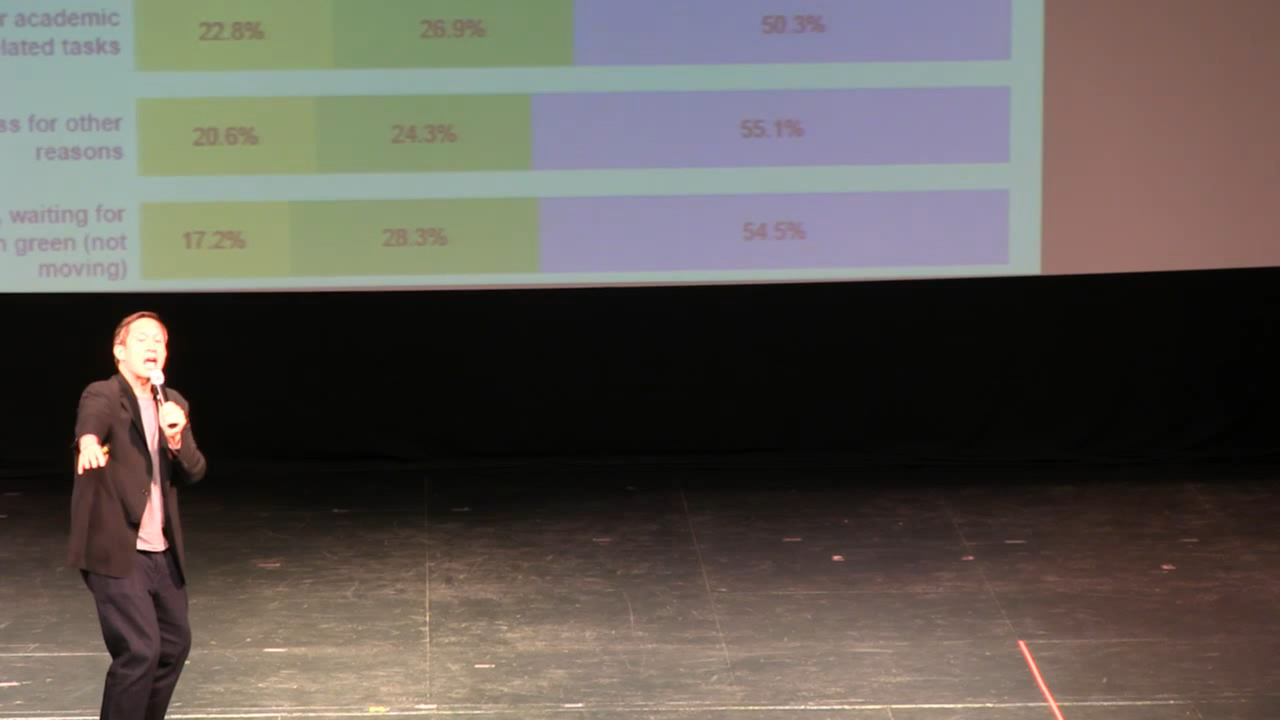 r academic
lated tasks
22.8% 26.9% 50.3%
ss for other
reasons
20.6% 24.3% 55.1%
, waiting for
n green (not
moving)
17.2% 28.3% 54.5%